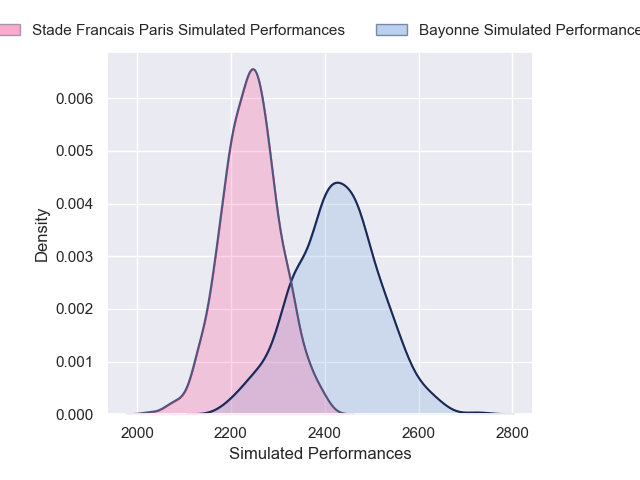 Stade Francais Paris Simulated Performances
Bayonne Simulated Performance
0.006
0.005
0.004
0.003
0.002
0.001
0.000
Density
2000 2200 2400 2600 2800
Simulated Performances